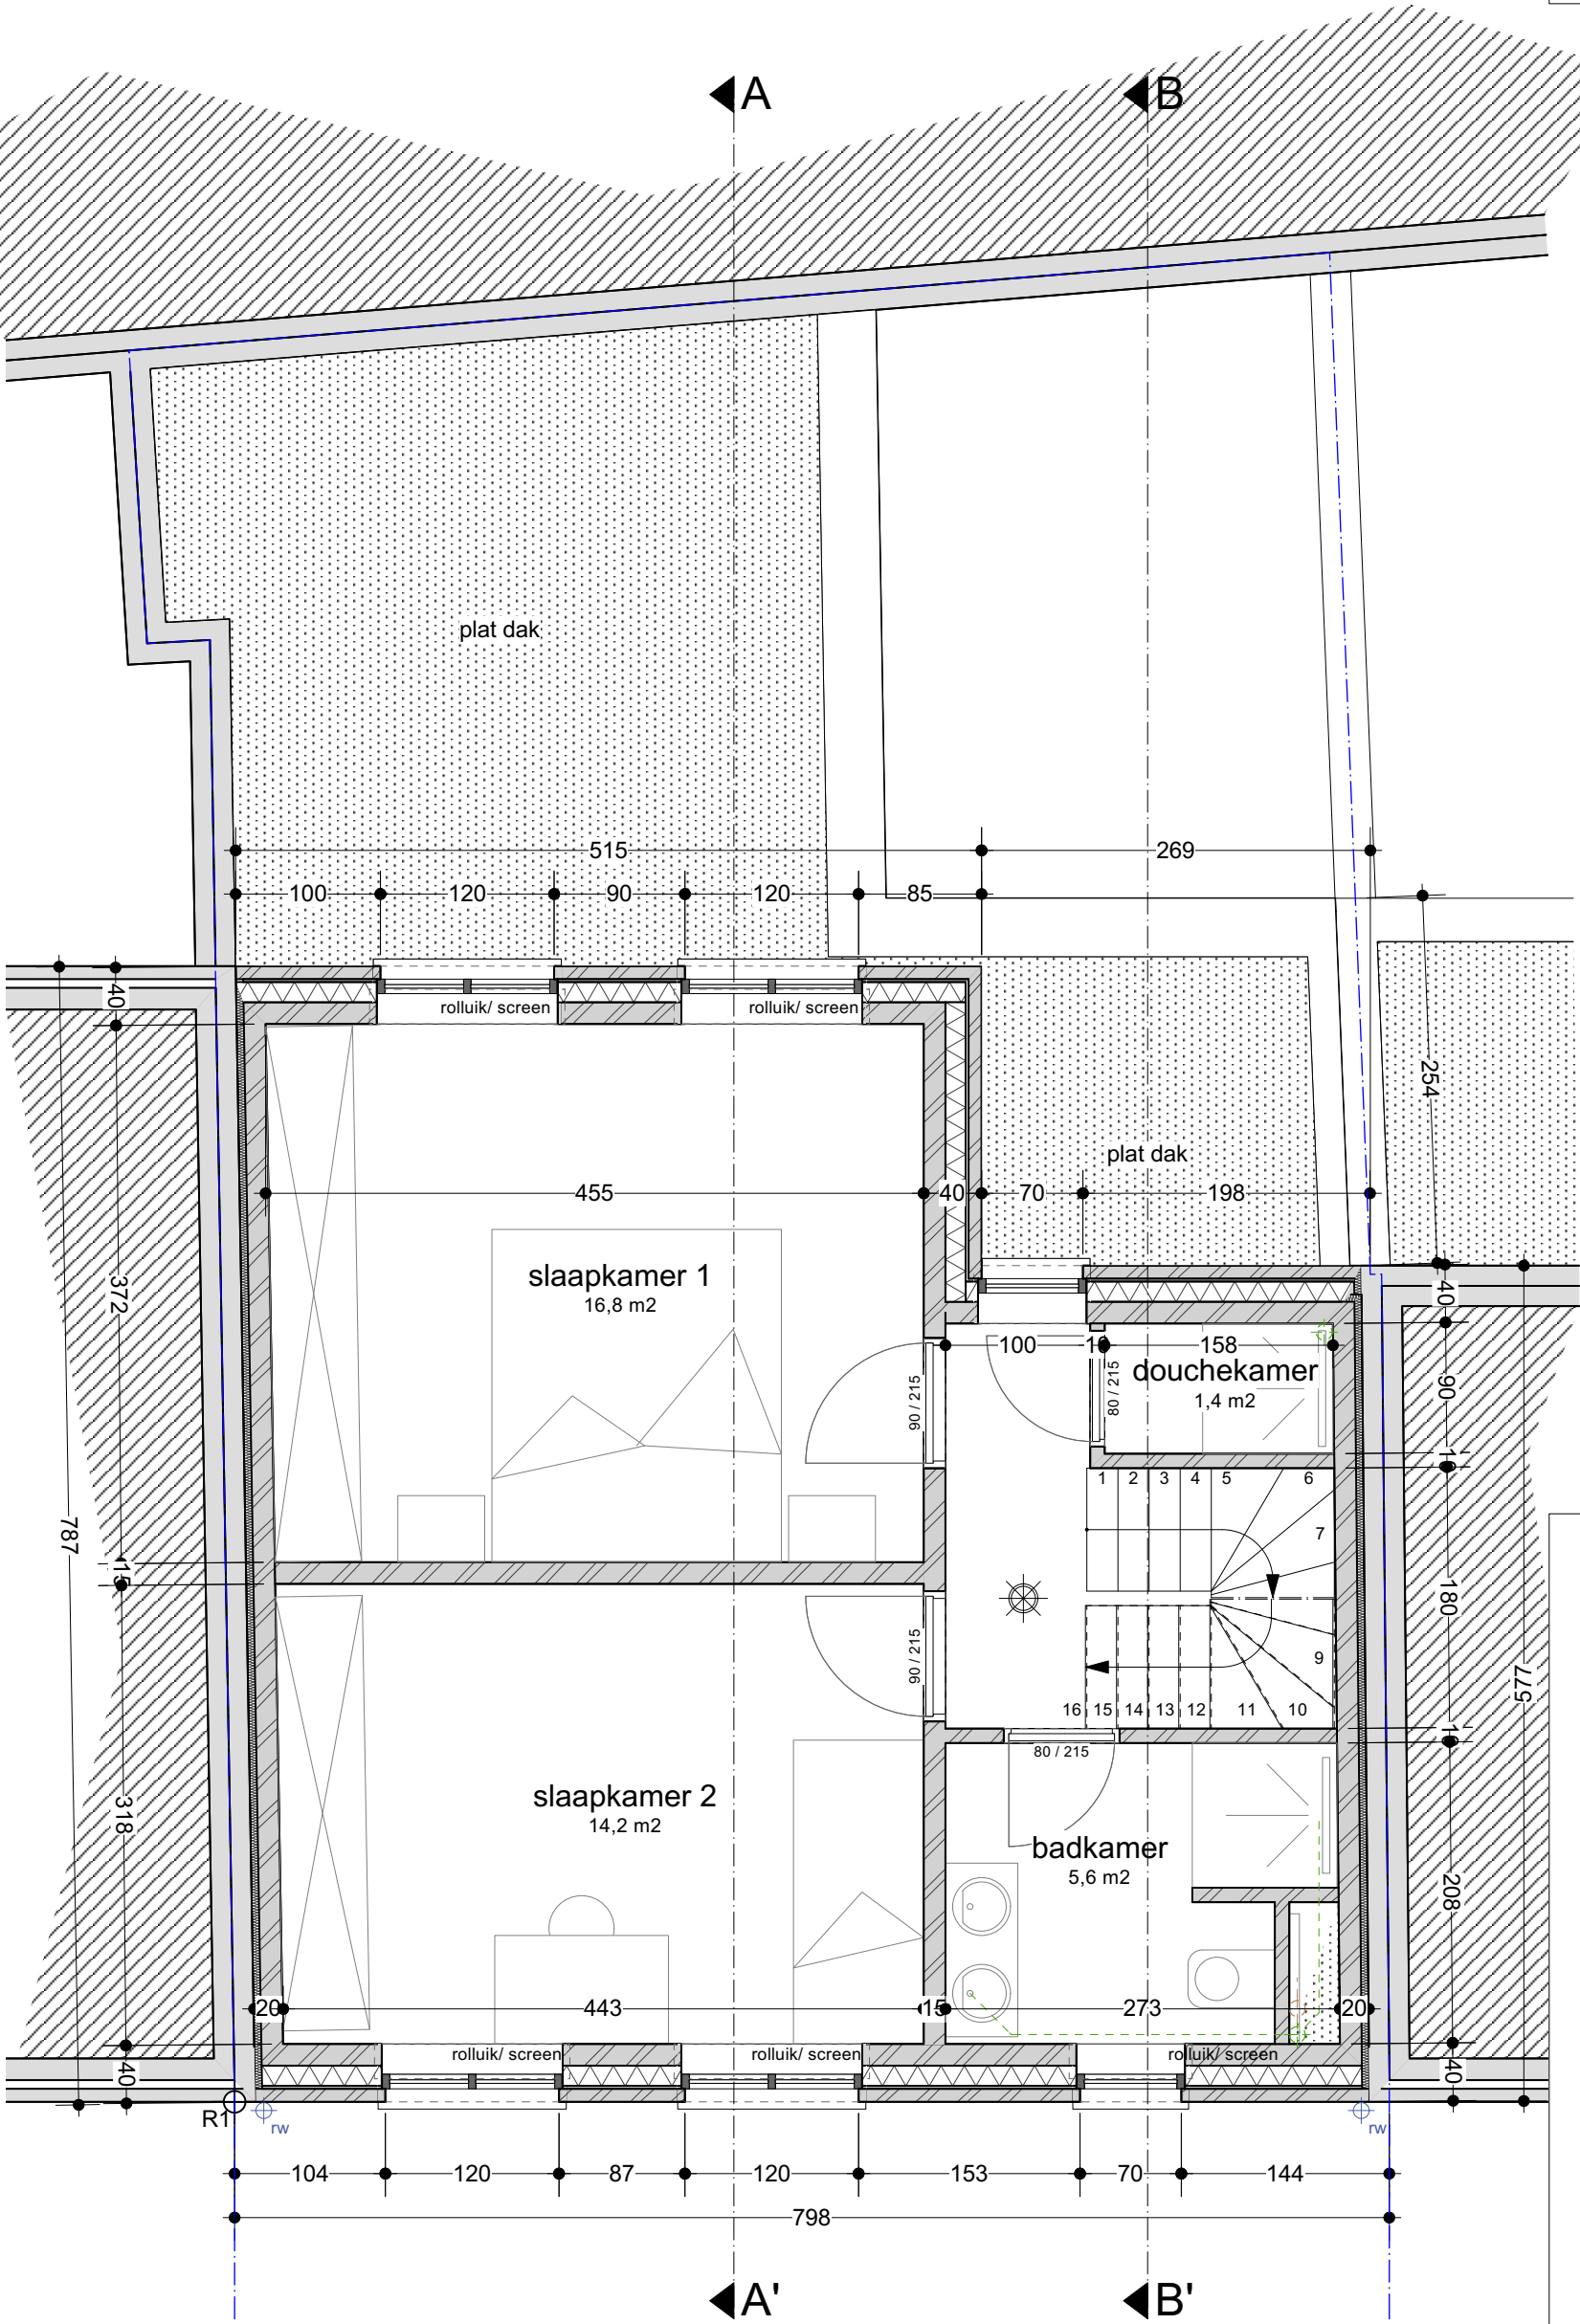 A B
plat dak
515 269
100 120 90 120 85
40
rolluik/ screen rolluik/ screen
254
plat dak
455 40 70 198
slaapkamer 1
16,8 m2
372
40
100 10 158
douchekamer
1,4 m2
90 / 215
80 / 215
90
10
1 2 3 4 5 6
7
787
15
180
90 / 215
9
577
16 15 14 13 12 11 10
80 / 215
10
slaapkamer 2
14,2 m2
318
badkamer
5,6 m2
208
20 443 15 273 20
rolluik/ screen rolluik/ screen rolluik/ screen
40 40
R1
rw rw
104 120 87 120 153 70 144
798
A' B'